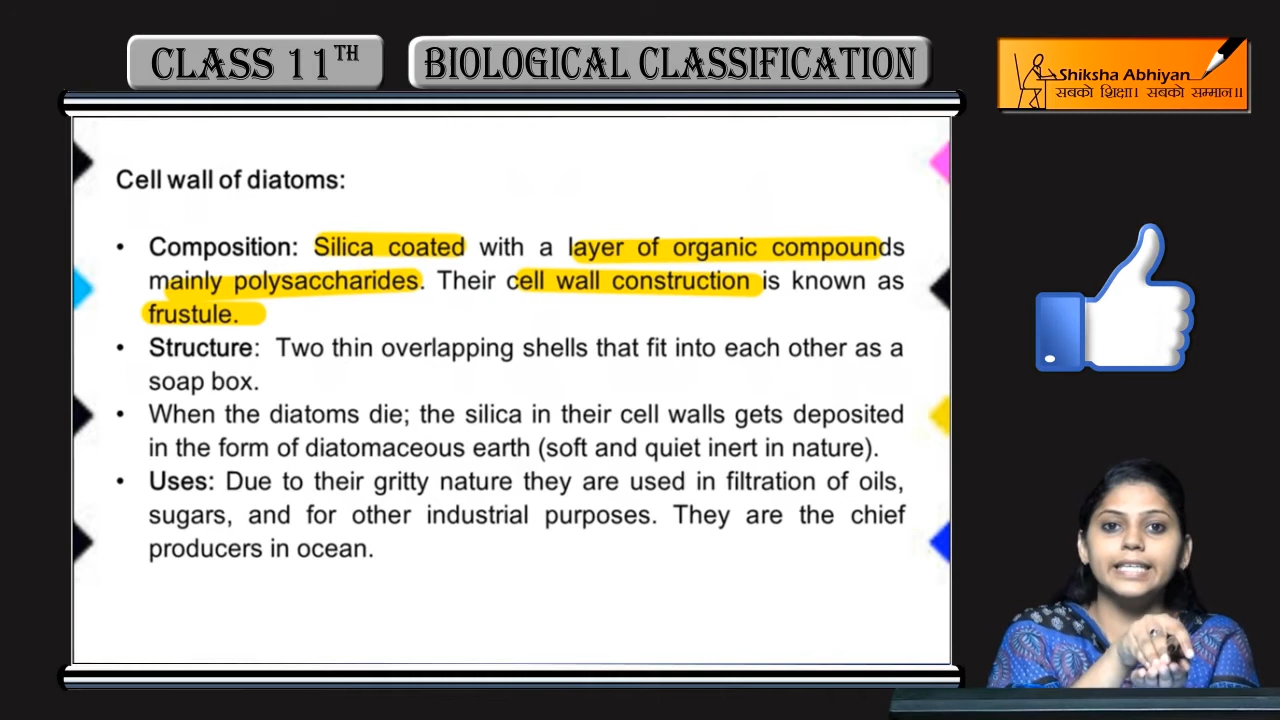 CLASS 11TH
BIOLOGICAL CLASSIFICATION
Shiksha Abhiyan
सबको शिक्षा। सबको सम्मान॥
Cell wall of diatoms:
• Composition: Silica coated with a layer of organic compounds
mainly polysaccharides. Their cell wall construction is known as
frustule.
• Structure: Two thin overlapping shells that fit into each other as a
soap box.
• When the diatoms die; the silica in their cell walls gets deposited
in the form of diatomaceous earth (soft and quiet inert in nature).
• Uses: Due to their gritty nature they are used in filtration of oils,
sugars, and for other industrial purposes. They are the chief
producers in ocean.